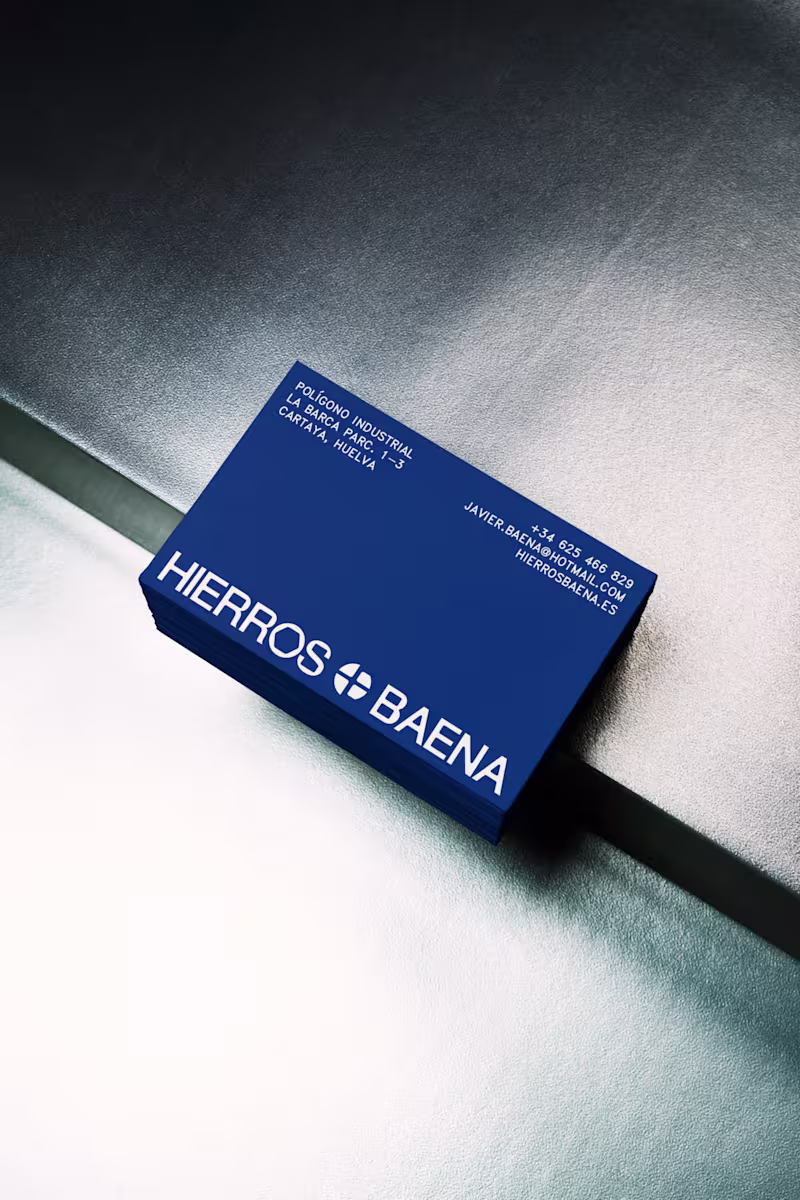 POLÍGONO INDUSTRIAL
LA BARCA PARC. 1-3
CARTAYA, HUELVA
+34 625 466 829
JAVIER.BAENA@HOTMAIL.COM
HIERROSBAENA.ES
HIERROS BAENA